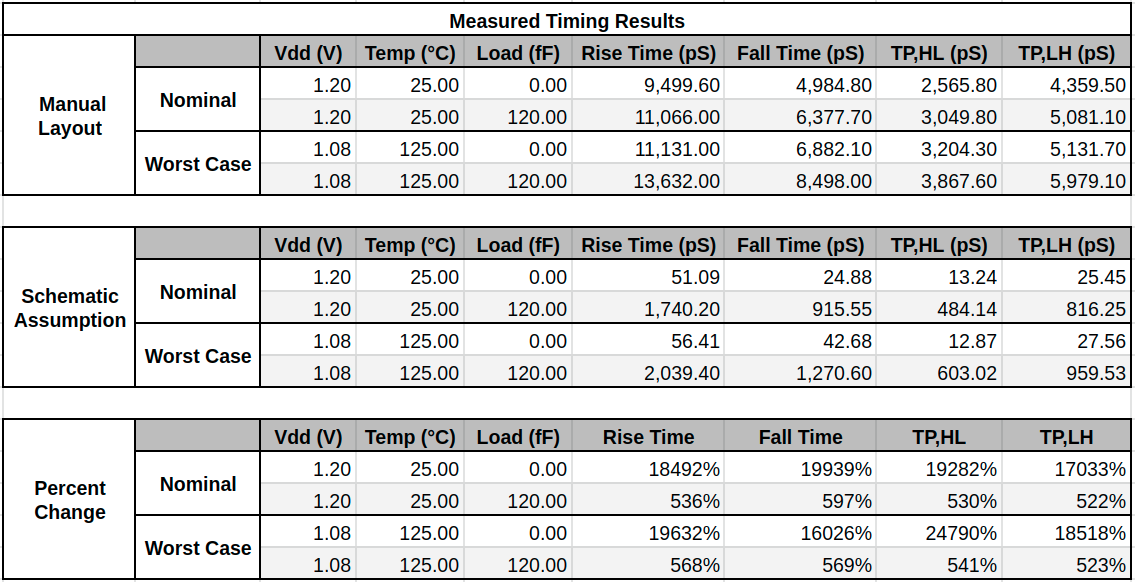 Measured Timing Results
Vdd (V) Temp (°C) Load (fF) Rise Time (pS) Fall Time (pS) TP,HL (pS) TP,LH (pS)
Manual Layout
Nominal
1.20 25.00 0.00 9,499.60 4,984.80 2,565.80 4,359.50
1.20 25.00 120.00 11,066.00 6,377.70 3,049.80 5,081.10
Worst Case
1.08 125.00 0.00 11,131.00 6,882.10 3,204.30 5,131.70
1.08 125.00 120.00 13,632.00 8,498.00 3,867.60 5,979.10
Vdd (V) Temp (°C) Load (fF) Rise Time (pS) Fall Time (pS) TP,HL (pS) TP,LH (pS)
Schematic Assumption
Nominal
1.20 25.00 0.00 51.09 24.88 13.24 25.45
1.20 25.00 120.00 1,740.20 915.55 484.14 816.25
Worst Case
1.08 125.00 0.00 56.41 42.68 12.87 27.56
1.08 125.00 120.00 2,039.40 1,270.60 603.02 959.53
Vdd (V) Temp (°C) Load (fF) Rise Time Fall Time TP,HL TP,LH
Percent Change
Nominal
1.20 25.00 0.00 18492% 19939% 19282% 17033%
1.20 25.00 120.00 536% 597% 530% 522%
Worst Case
1.08 125.00 0.00 19632% 16026% 24790% 18518%
1.08 125.00 120.00 568% 569% 541% 523%